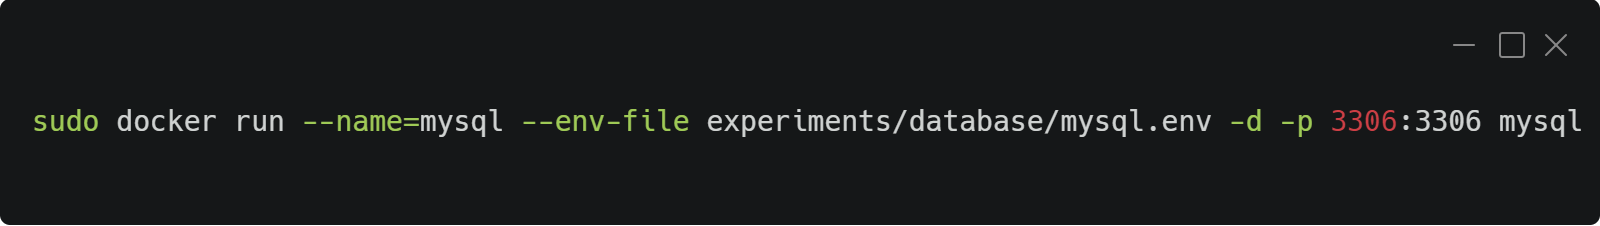 sudo docker run --name=mysql --env-file experiments/database/mysql.env -d -p 3306:3306 mysql